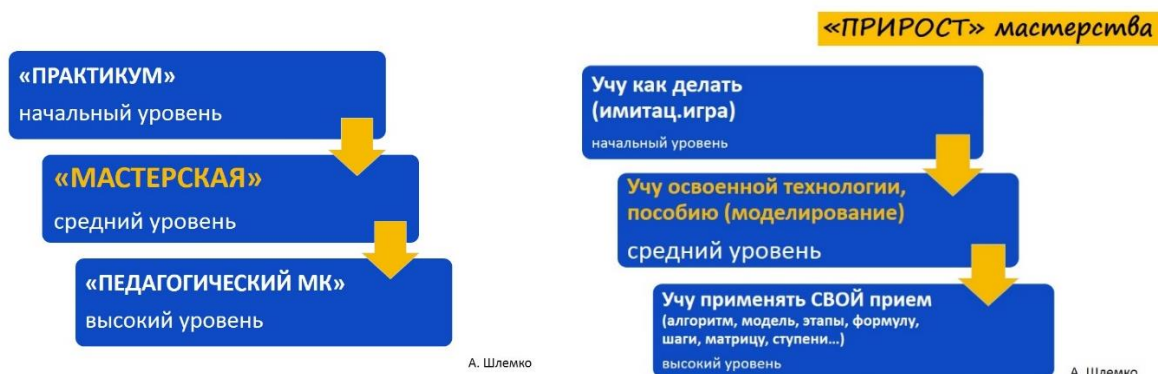 «ПРАКТИКУМ»
начальный уровень
«МАСТЕРСКАЯ»
средний уровень
«ПЕДАГОГИЧЕСКИЙ МК»
высокий уровень
А. Шлемко
«ПРИРОСТ» мастерства
Учу как делать
(имитац.игра)
начальный уровень
Учу освоенной технологии,
пособию (моделирование)
средний уровень
Учу применять СВОЙ прием
(алгоритм, модель, этапы, формулу,
шаги, матрицу, ступени...)
высокий уровень
А. Шлемко